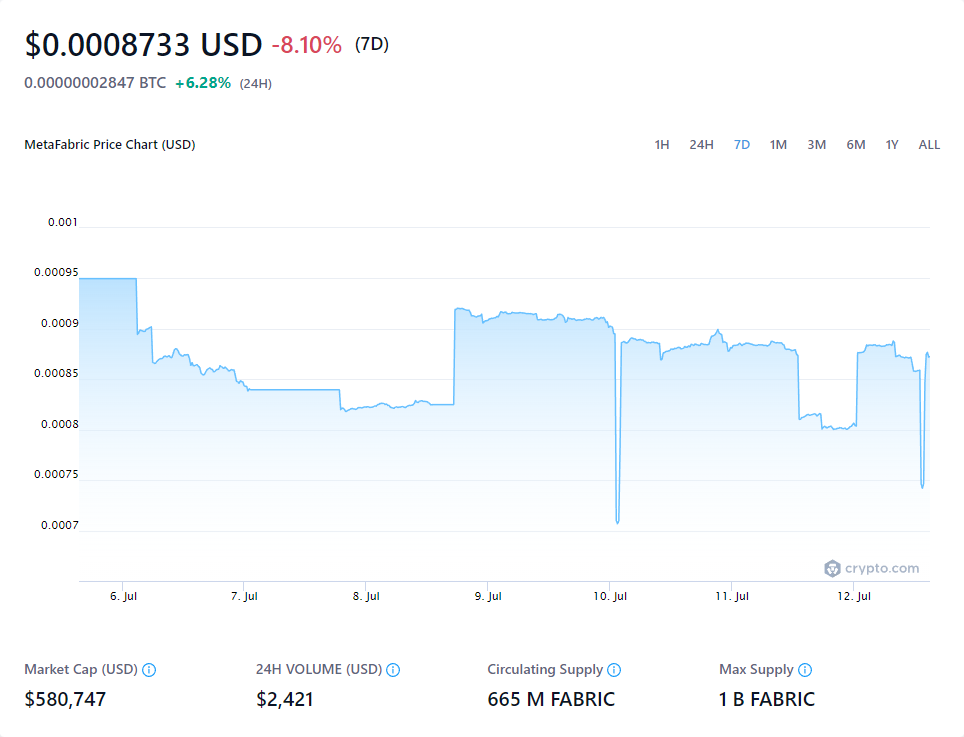 $0.0008733 USD -8.10% (7D)
0.00000002847 BTC +6.28% (24H)
MetaFabric Price Chart (USD) 1H 24H 7D 1M 3M 6M 1Y ALL
0.001
0.00095
0.0009
0.00085
0.0008
0.00075
0.0007
crypto.com
6. Jul 7. Jul 8. Jul 9. Jul 10. Jul 11. Jul 12. Jul
Market Cap (USD) 24H VOLUME (USD) Circulating Supply Max Supply
$580,747 $2,421 665 M FABRIC 1 B FABRIC